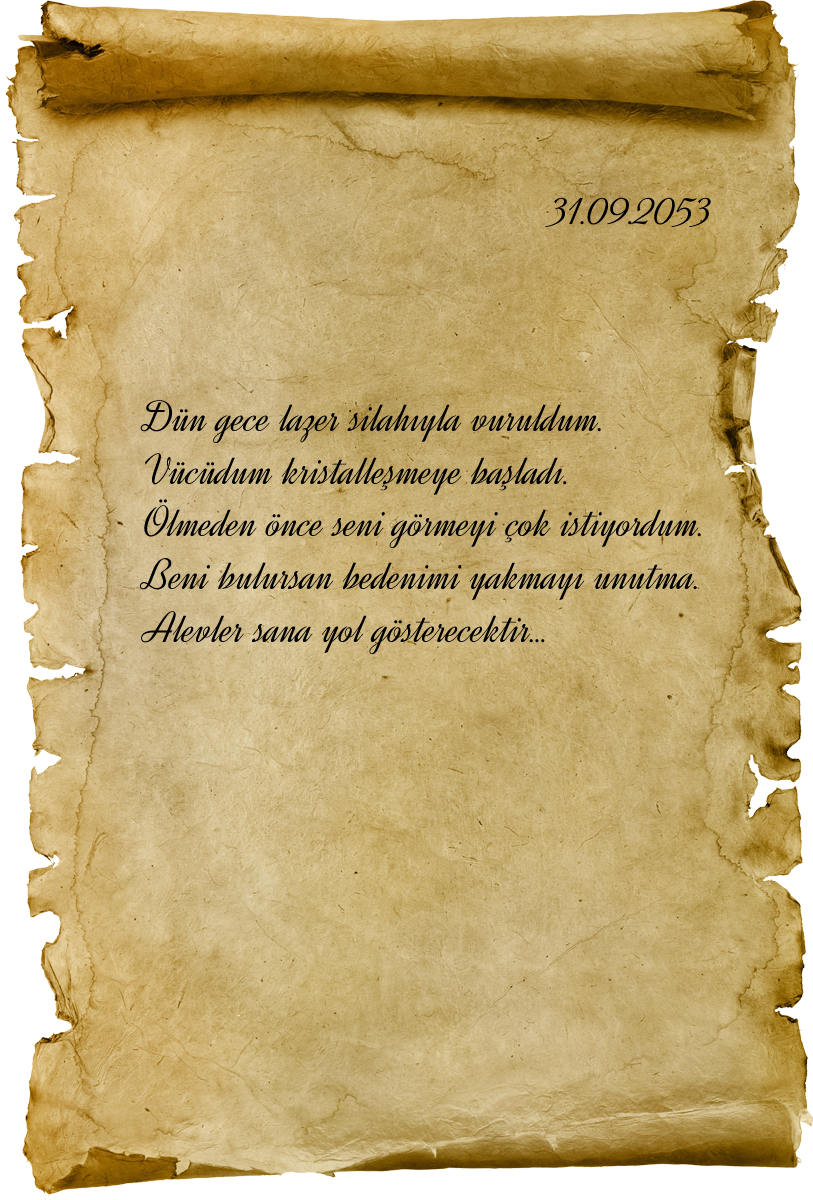 31.09.2053
Dün gece lazer silahıyla vuruldum.
Vücüdum kristalleşmeye başladı.
Ölmeden önce seni görmeyi çok istiyordum.
Beni bulursan bedenimi yakmayı unutma.
Alevler sana yol gösterecektir...